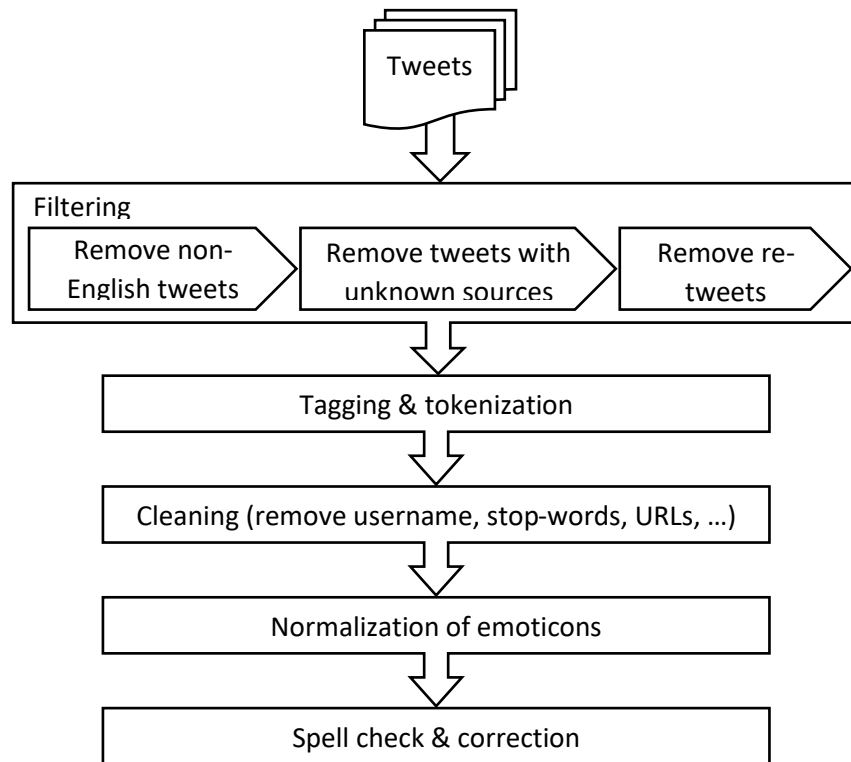 Tweets
Filtering
Remove non-
English tweets
Remove tweets with
unknown sources
Remove re-
tweets
Tagging & tokenization
Cleaning (remove username, stop-words, URLs, …)
Normalization of emoticons
Spell check & correction